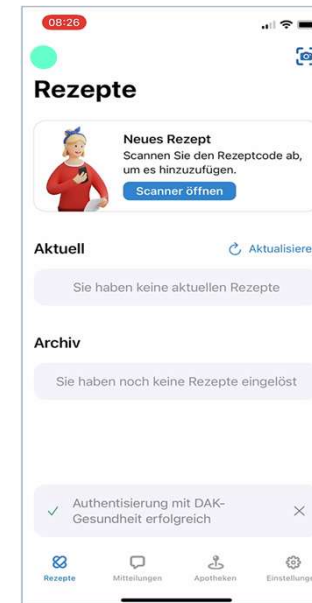 08:26
Rezepte
Neues Rezept
Scannen Sie den Rezeptcode ab,
um es hinzuzufügen.
Scanner öffnen
Aktuell
Aktualisiere
Sie haben keine aktuellen Rezepte
Archiv
Sie haben noch keine Rezepte eingelöst
Authentisierung mit DAK-
Gesundheit erfolgreich
Rezepte Mitteilungen Apotheken Einstellunge